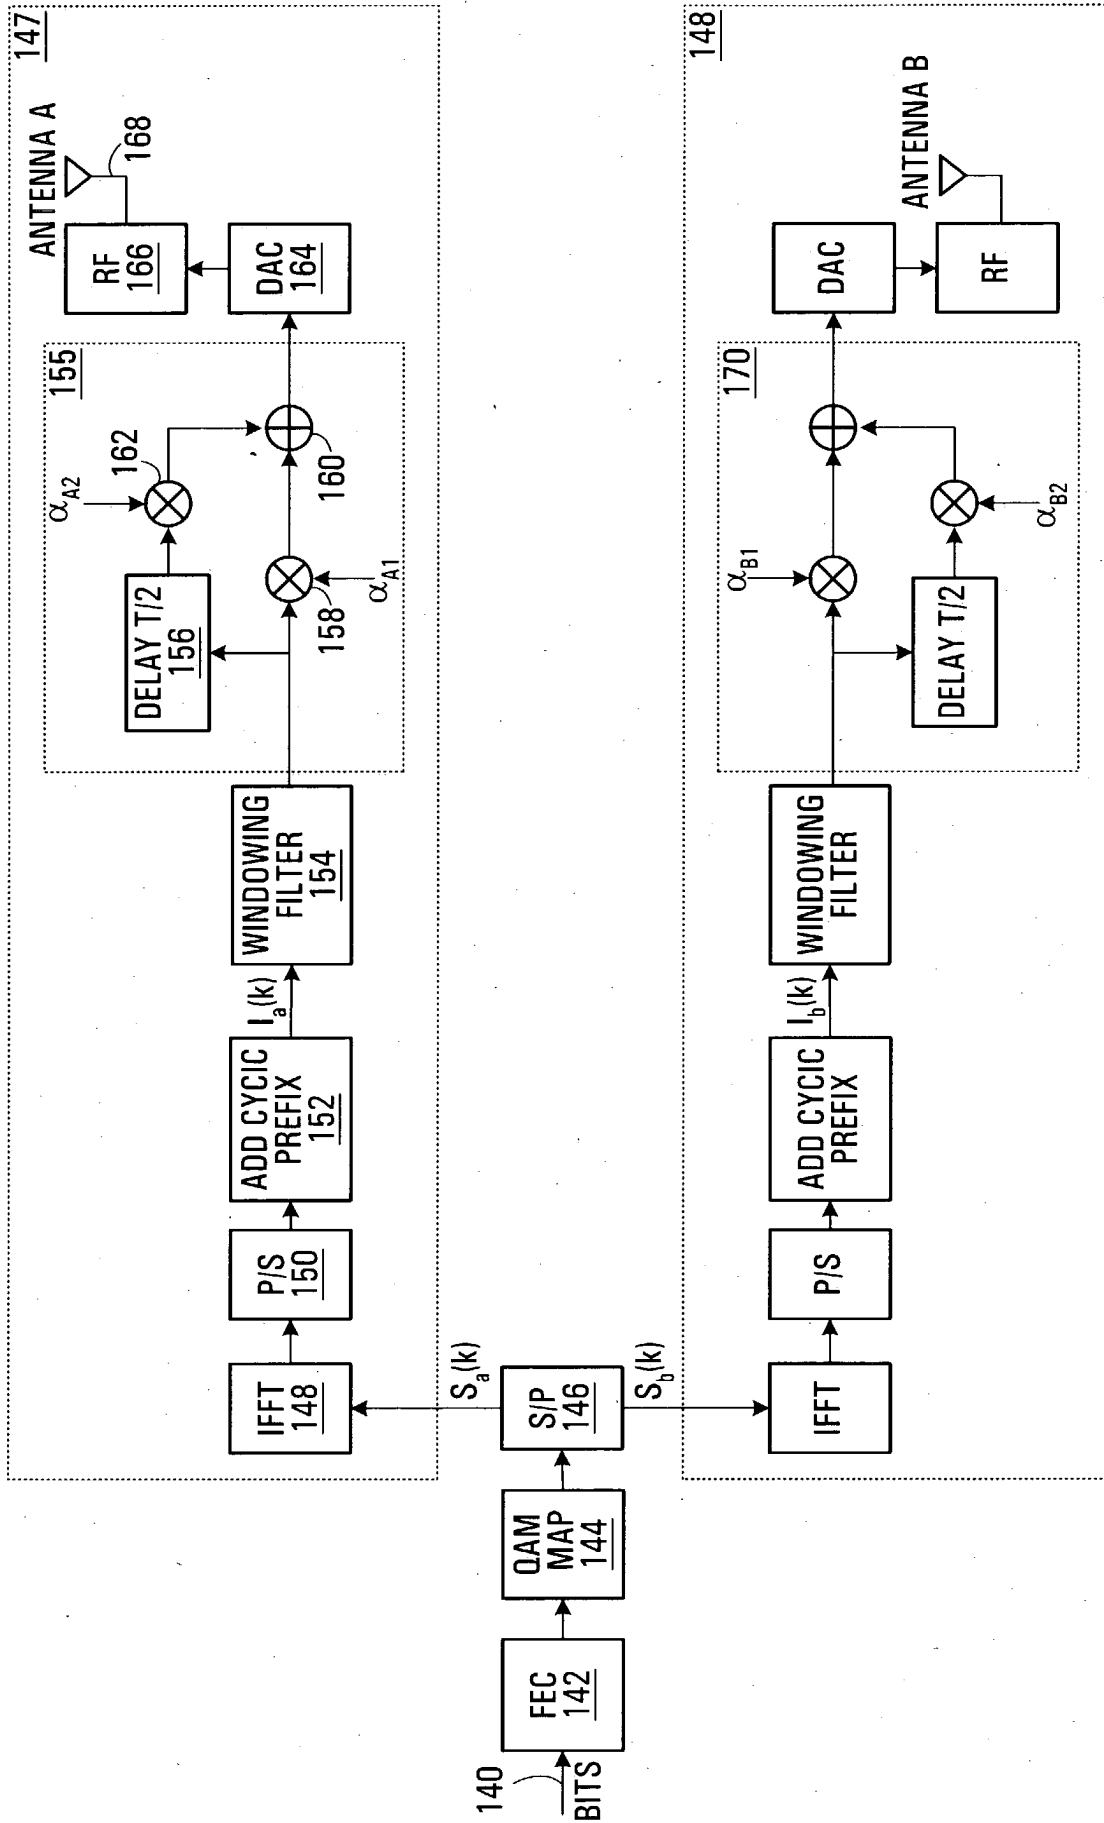 140
BITS
FEC
142
QAM
MAP
144
S/P
146
S_a(k)
S_b(k)
147
IFFT
148
P/S
150
ADD CYCIC
PREFIX
152
I_a(k)
WINDOWING
FILTER
154
155
DELAY T/2
156
158
α_A1
α_A2
162
160
DAC
164
RF
166
ANTENNA A
168
148
IFFT
P/S
ADD CYCIC
PREFIX
I_b(k)
WINDOWING
FILTER
170
α_B1
DELAY T/2
α_B2
DAC
RF
ANTENNA B